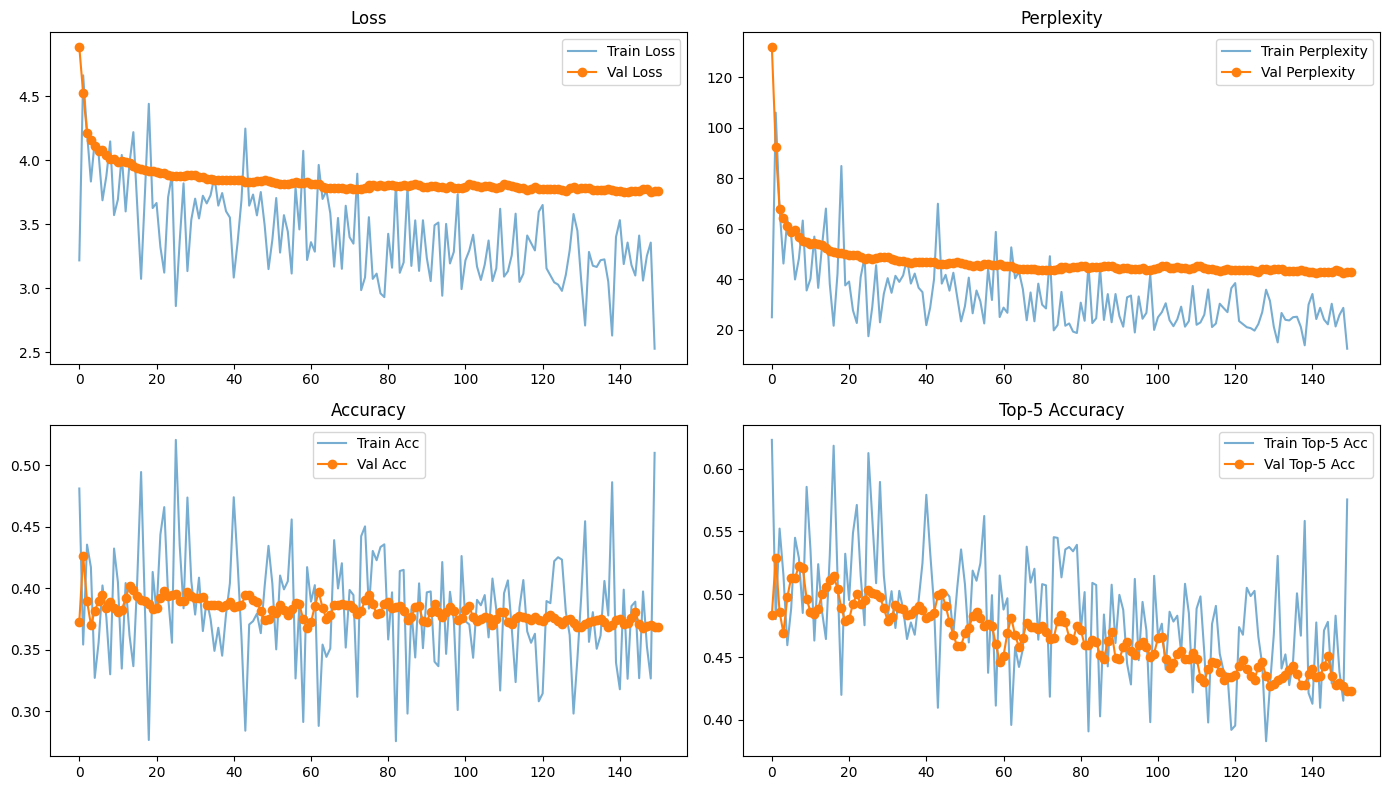 Loss
Train Loss
Val Loss
4.5
4.0
3.5
3.0
2.5
0 20 40 60 80 100 120 140
Perplexity
Train Perplexity
Val Perplexity
120
100
80
60
40
20
0 20 40 60 80 100 120 140
Accuracy
Train Acc
Val Acc
0.50
0.45
0.40
0.35
0.30
0 20 40 60 80 100 120 140
Top-5 Accuracy
Train Top-5 Acc
Val Top-5 Acc
0.60
0.55
0.50
0.45
0.40
0 20 40 60 80 100 120 140